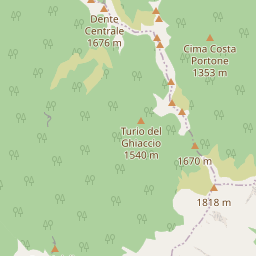 Dente
Centrale
1676 m
Cima Costa
Portone
1353 m
Turio del
Ghiaccio
1540 m
1670 m
1818 m